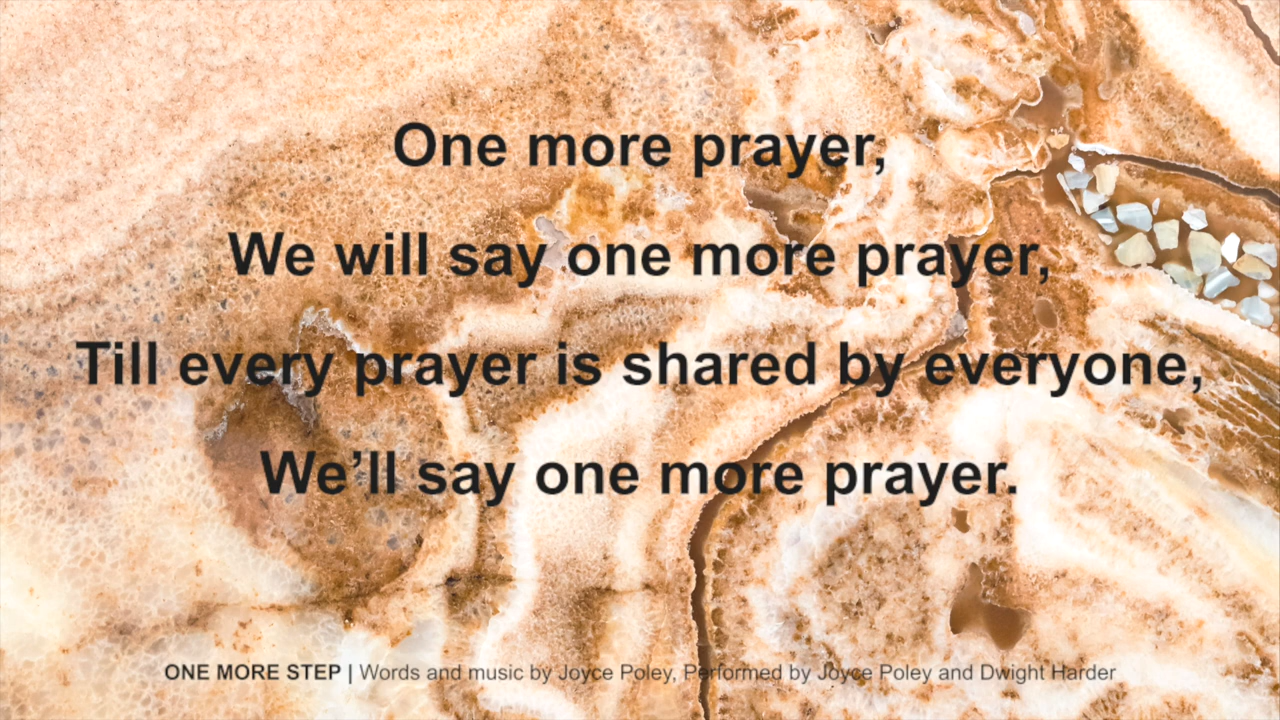 One more prayer,
We will say one more prayer,
Till every prayer is shared by everyone,
We’ll say one more prayer.
ONE MORE STEP | Words and music by Joyce Poley, Performed by Joyce Poley and Dwight Harder